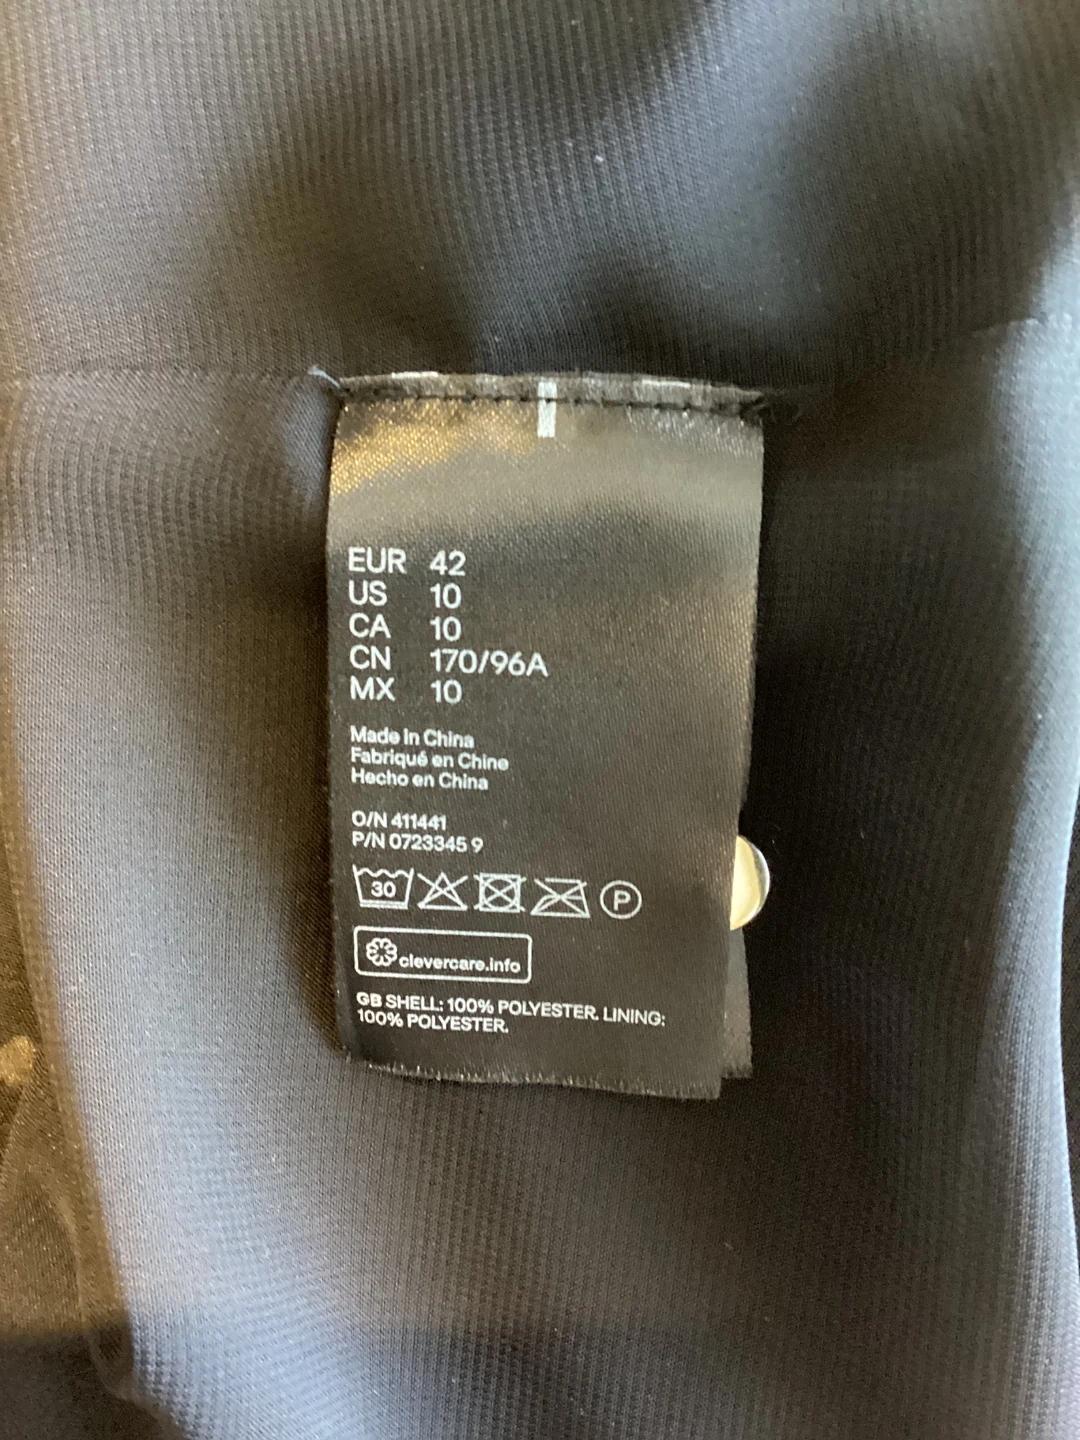 EUR 42
US 10
CA 10
CN 170/96A
MX 10
Made in China
Fabriqué en Chine
Hecho en China
O/N 411441
P/N 0723345 9
30 P
clevercare.info
GB SHELL: 100% POLYESTER. LINING:
100% POLYESTER.